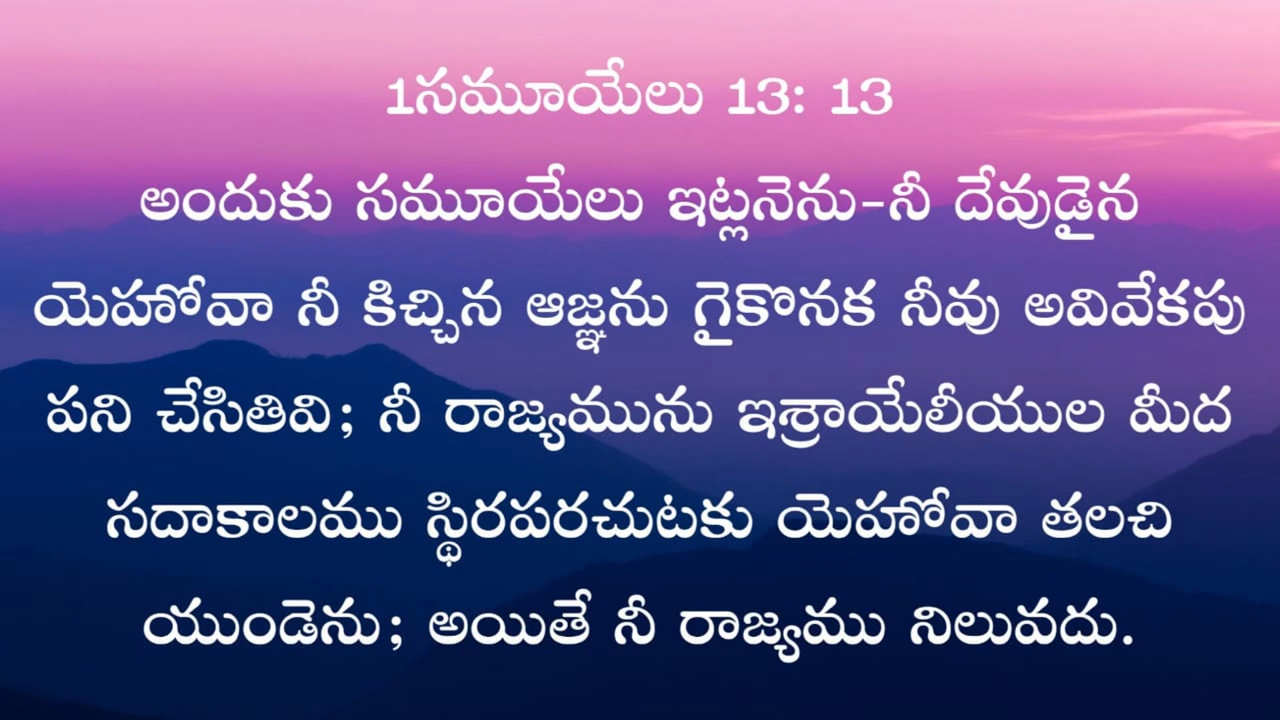 1సమూయేలు 13: 13
అందుకు సమూయేలు ఇట్లనెను-నీ దేవుడైన
యెహోవా నీ కిచ్చిన ఆజ్ఞను గైకొనక నీవు అవివేకపు
పని చేసితివి; నీ రాజ్యమును ఇశ్రాయేలీయుల మీద
సదాకాలము స్థిరపరచుటకు యెహోవా తలచి
యుండెను; అయితే నీ రాజ్యము నిలువదు.